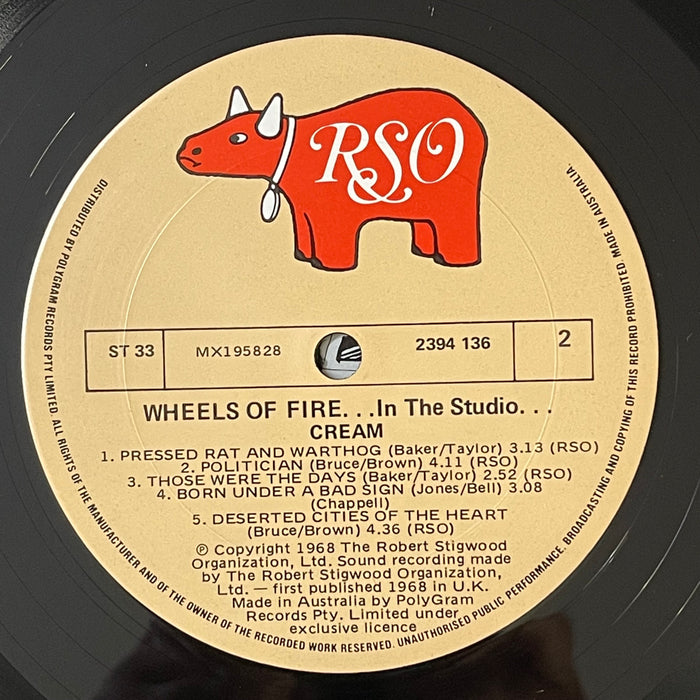 RSO
ST 33 MX195828 2394 136 2
WHEELS OF FIRE...In The Studio...
CREAM
1. PRESSED RAT AND WARTHOG (Baker/Taylor) 3.13 (RSO)
2. POLITICIAN (Bruce/Brown) 4.11 (RSO)
3. THOSE WERE THE DAYS (Baker/Taylor) 2.52 (RSO)
4. BORN UNDER A BAD SIGN (Jones/Bell) 3.08
(Chappell)
5. DESERTED CITIES OF THE HEART
(Bruce/Brown) 4.36 (RSO)
℗ Copyright 1968 The Robert Stigwood
Organization, Ltd. Sound recording made
by The Robert Stigwood Organization,
Ltd. — first published 1968 in U.K.
Made in Australia by PolyGram
Records Pty. Limited under
exclusive licence
DISTRIBUTED BY POLYGRAM RECORDS PTY LIMITED. ALL RIGHTS OF THE MANUFACTURER AND OF THE OWNER OF THE RECORDED WORK RESERVED. UNAUTHORISED PUBLIC PERFORMANCE, BROADCASTING AND COPYING OF THIS RECORD PROHIBITED. MADE IN AUSTRALIA.